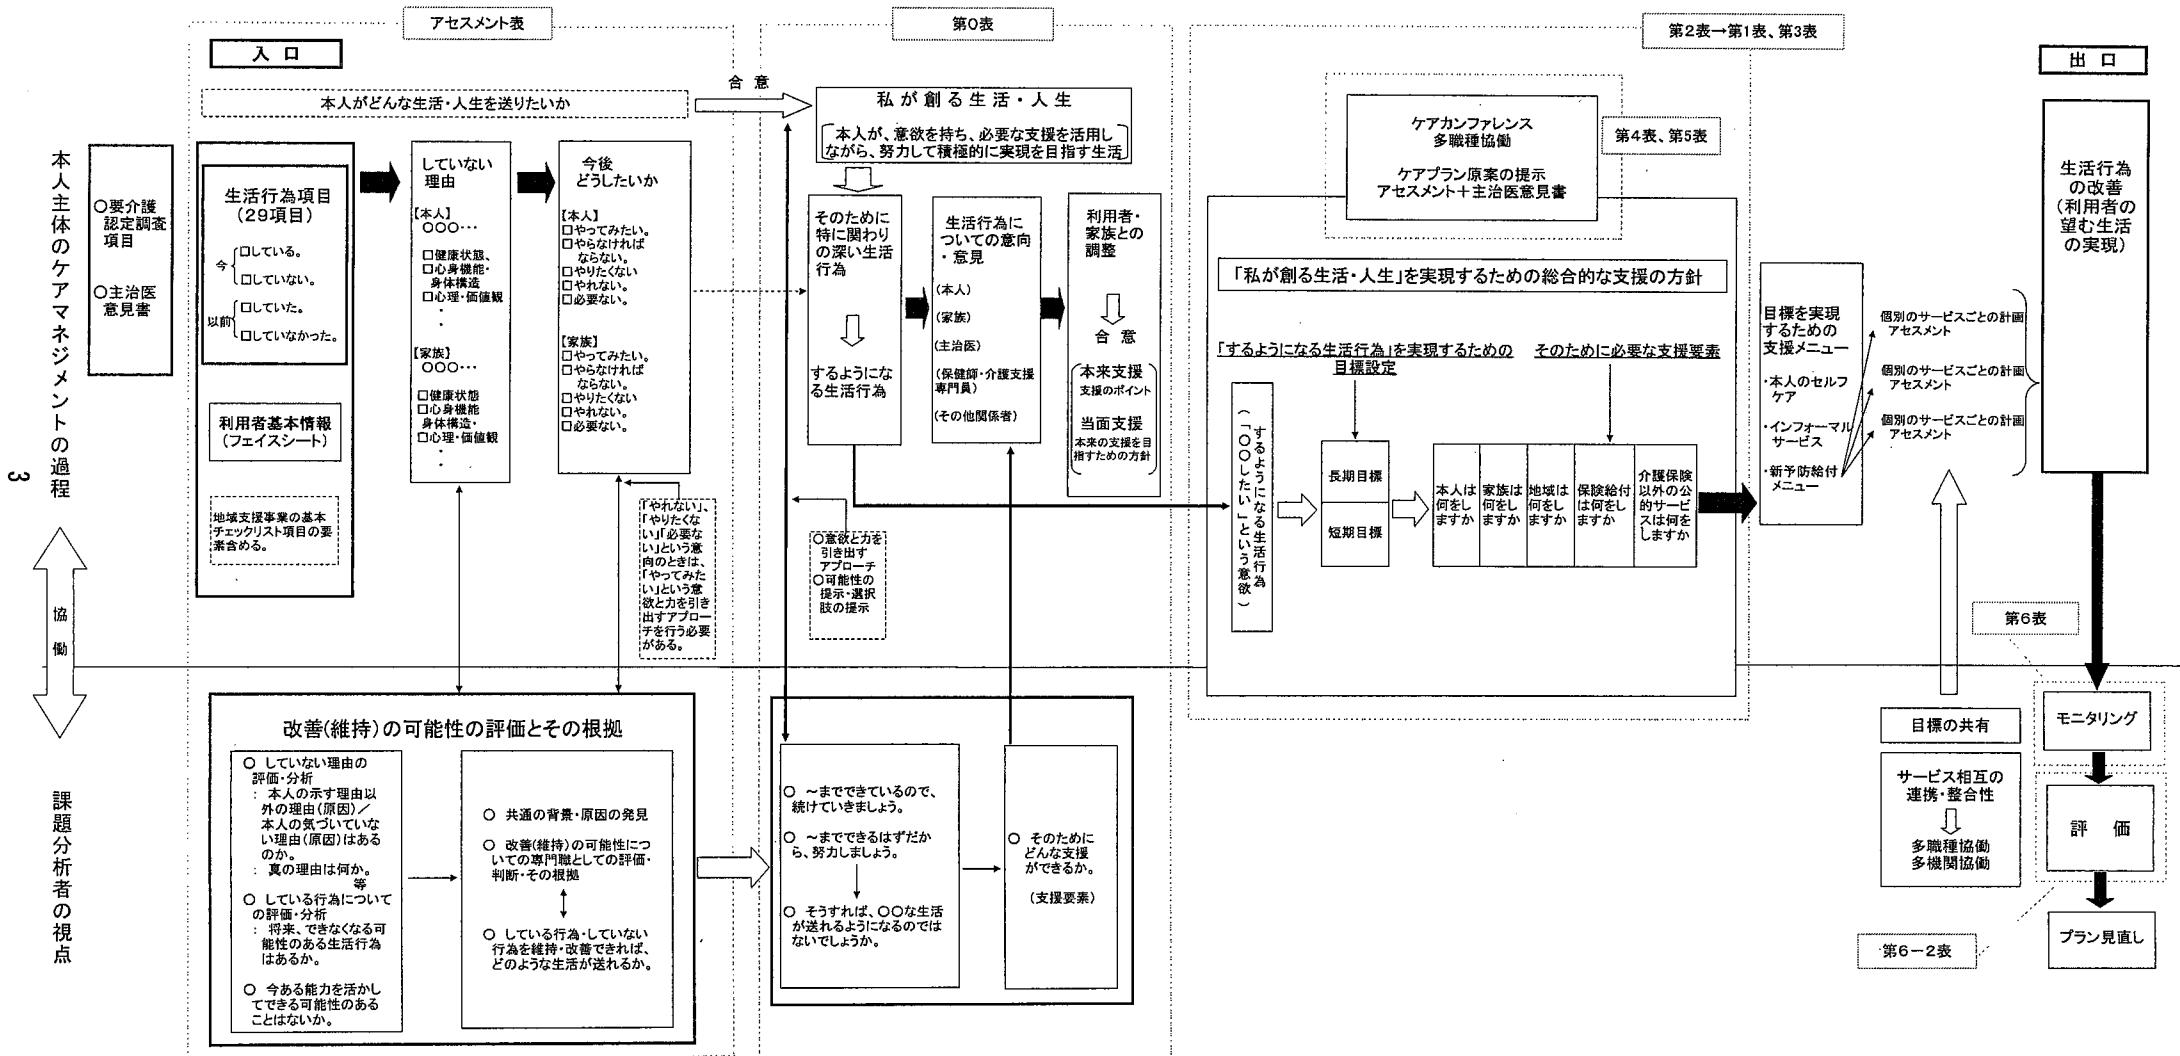 アセスメント表
第0表
第2表→第1表、第3表
入 口
出 口
本人がどんな生活・人生を送りたいか
合 意
私 が 創 る 生 活 ・ 人 生
本人が、意欲を持ち、必要な支援を活用し
ながら、努力して積極的に実現を目指す生活
本人主体のケアマネジメントの過程
○要介護
認定調査
項目
○主治医
意見書
生活行為項目
(29項目)
今
□している。
□していない。
以前
□していた。
□していなかった。
利用者基本情報
(フェイスシート)
地域支援事業の基本
チェックリスト項目の要
素含める。
していない
理由
【本人】
○○○…
□健康状態、
□心身機能・
身体構造
□心理・価値観
・
・
【家族】
○○○…
□健康状態
□心身機能
身体構造・
□心理・価値観
・
・
今後
どうしたいか
【本人】
□やってみたい。
□やらなければ
ならない。
□やりたくない
□やれない。
□必要ない。
【家族】
□やってみたい。
□やらなければ
ならない。
□やりたくない
□やれない。
□必要ない。
「やれない」、
「やりたくな
い」「必要な
い」という意
向のときは、
「やってみた
い」という意
欲と力を引き
出すアプロー
チを行う必要
がある。
そのために
特に関わり
の深い生活
行為
するようにな
る生活行為
生活行為に
ついての意向
・意見
(本人)
(家族)
(主治医)
(保健師・介護支援
専門員)
(その他関係者)
利用者・
家族との
調整
合 意
本来支援
支援のポイント
当面支援
本来の支援を目
指すための方針
○意欲と力を
引き出す
アプローチ
○可能性の
提示・選択
肢の提示
ケアカンファレンス
多職種協働
ケアプラン原案の提示
アセスメント＋主治医意見書
第4表、第5表
「私が創る生活・人生」を実現するための総合的な支援の方針
「するようになる生活行為」を実現するための
目標設定
そのために必要な支援要素
するようになる生活行為
(「○○したい」という意欲)
長期目標
短期目標
本人は
何をし
ますか
家族は
何をし
ますか
地域は
何をし
ますか
保険給付
は何をし
ますか
介護保険
以外の公
的サービ
スは何を
しますか
目標を実現
するための
支援メニュー
・本人のセルフ
ケア
・インフォーマル
サービス
・新予防給付
メニュー
個別のサービスごとの計画
アセスメント
個別のサービスごとの計画
アセスメント
個別のサービスごとの計画
アセスメント
生活行為
の改善
(利用者の
望む生活
の実現)
3
協
働
課題分析者の視点
改善(維持)の可能性の評価とその根拠
○ していない理由の
評価・分析
： 本人の示す理由以
外の理由(原因)／
本人の気づいていな
い理由(原因)はある
のか。
： 真の理由は何か。
等
○ している行為について
の評価・分析
： 将来、できなくなる可
能性のある生活行為
はあるか。
○ 今ある能力を活かし
てできる可能性のある
ことはないか。
○ 共通の背景・原因の発見
○ 改善(維持)の可能性につ
いての専門職としての評価・
判断・その根拠
○ している行為・していない
行為を維持・改善できれば、
どのような生活が送れるか。
○ ～までできているので、
続けていきましょう。
○ ～までできるはずだか
ら、努力しましょう。
○ そうすれば、○○な生活
が送れるようになるのでは
ないでしょうか。
○ そのために
どんな支援
ができるか。
(支援要素)
目標の共有
サービス相互の
連携・整合性
多職種協働
多機関協働
第6表
モニタリング
評 価
プラン見直し
第6－2表